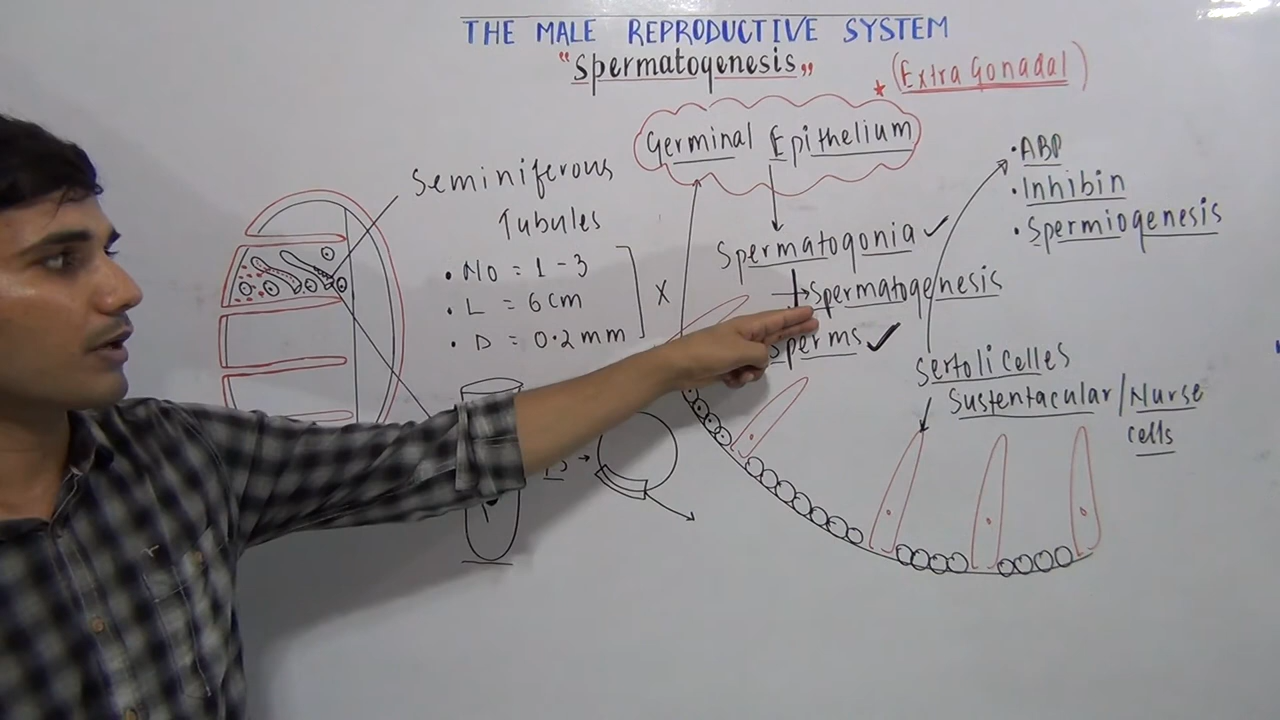 THE MALE REPRODUCTIVE SYSTEM
"Spermatogenesis"
* (Extra Gonadal)
Germinal Epithelium
Seminiferous
Tubules
• No = 1-3
• L = 6cm
• D = 0.2mm
X
Spermatogonia ✓
Spermatogenesis
Sperms ✓
• ABP
• Inhibin
• Spermiogenesis
Sertoli celles
Sustentacular/Nurse
cells